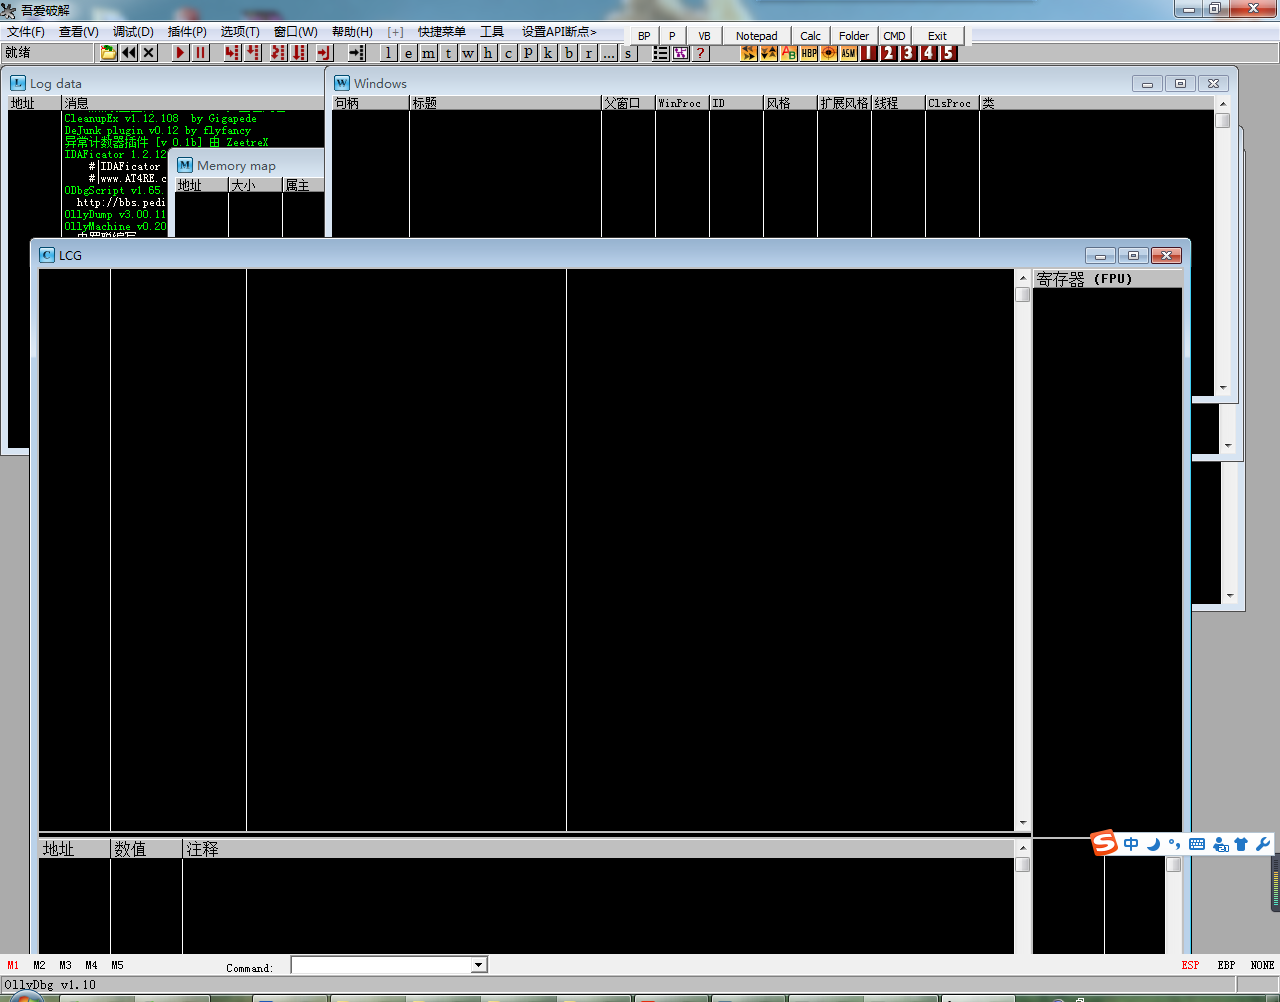 吾爱破解
文件(F) 查看(V) 调试(D) 插件(P) 选项(T) 窗口(W) 帮助(H) [+] 快捷菜单 工具 设置API断点>
BP P VB Notepad Calc Folder CMD Exit
就绪
l e m t w h c p k b r ... s
? HBP ASM 1 2 3 4 5
Log data
地址 消息
CleanupEx v1.12.108 by Gigapede
DeJunk plugin v0.12 by flyfancy
异常计数器插件 [v 0.1b] 由 ZeetreX
IDAFicator 1.2.12
#|IDAFicator
#|www.AT4RE.c
ODbgScript v1.65.
http://bbs.pedi
OllyDump v3.00.11
OllyMachine v0.20
Memory map
地址 大小 属主
Windows
句柄 标题 父窗口 WinProc ID 风格 扩展风格 线程 ClsProc 类
LCG
寄存器 (FPU)
地址 数值 注释
S 中
M1 M2 M3 M4 M5 Command: ESP EBP NONE
OllyDbg v1.10